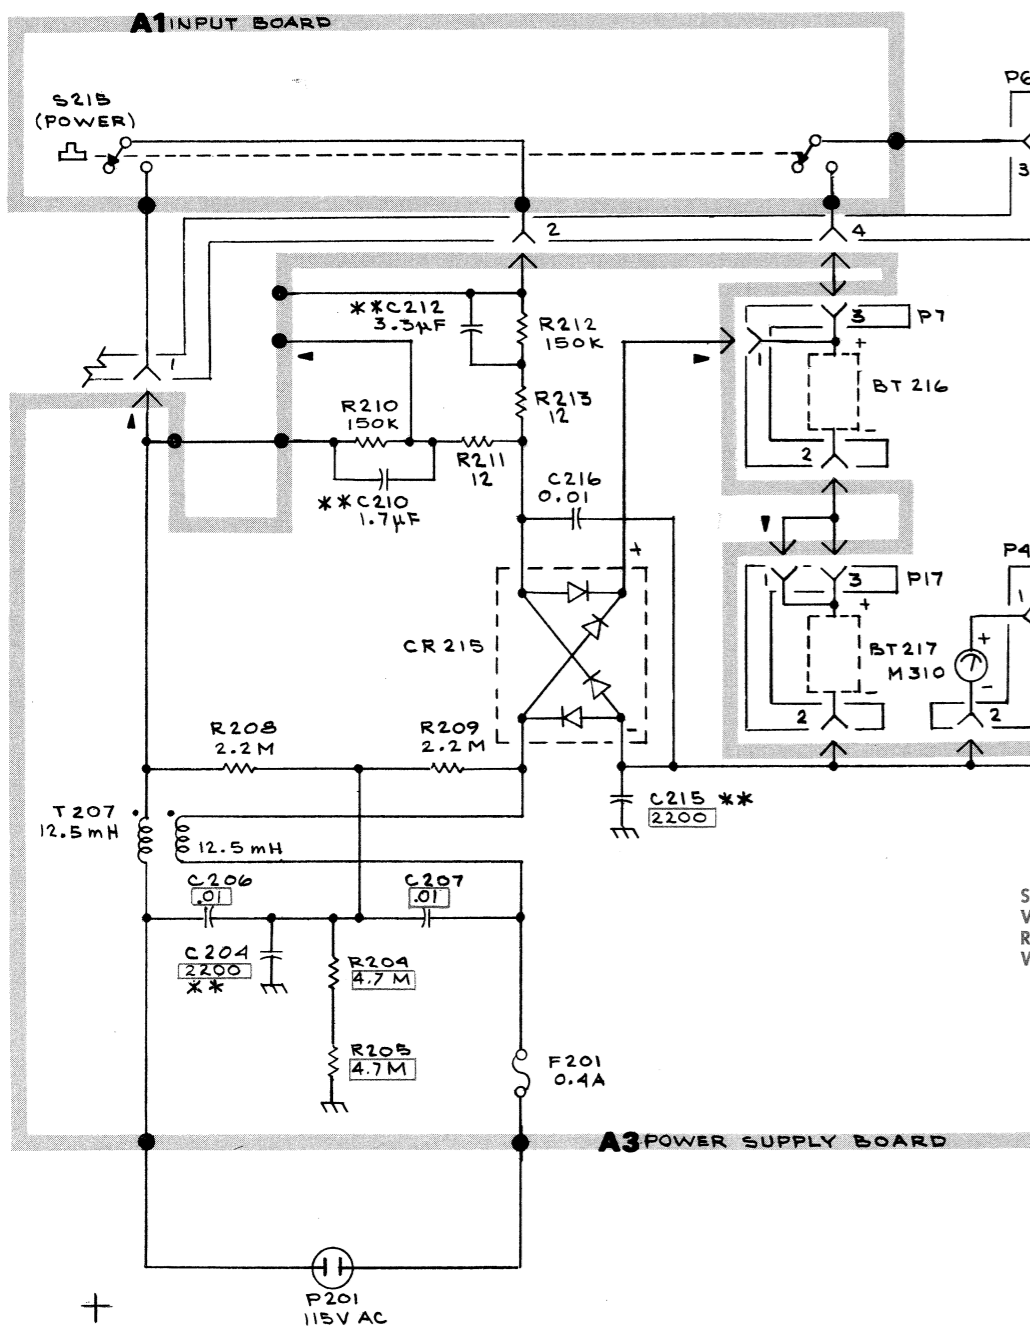 A1 INPUT BOARD
P6
S215
(POWER)
3
2
4
**C212
3.3µF
R212
150K
3
P7
+
1
1
BT 216
R213
12
R210
150K
-
2
R211
12
**C210
1.7µF
C216
0.01
+
P4
1
3
P17
1
+
CR215
BT217
M310
+
-
-
2
2
-
R208
2.2M
R209
2.2M
T207
12.5mH
12.5mH
C215 **
2200
C206
.01
C207
.01
S
V
R
V
C204
2200
**
R204
4.7 M
R205
4.7M
F201
0.4A
A3 POWER SUPPLY BOARD
P201
115V AC